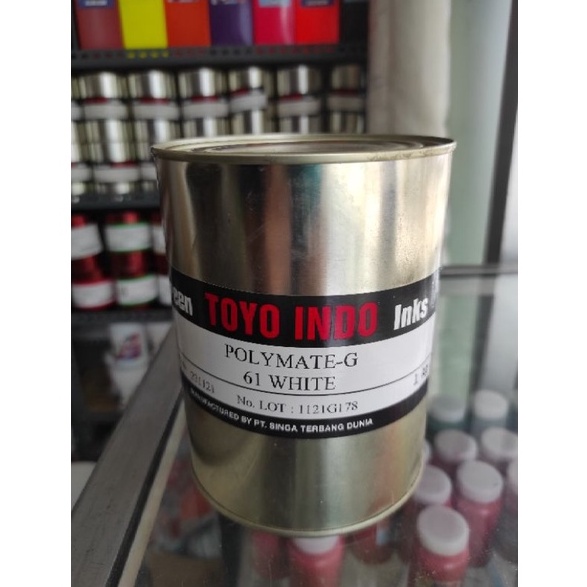 TOYO INDO Inks
POLYMATE-G
61 WHITE
No. LOT : 1121G178
MANUFACTURED BY PT. SINGA TERBANG DUNIA